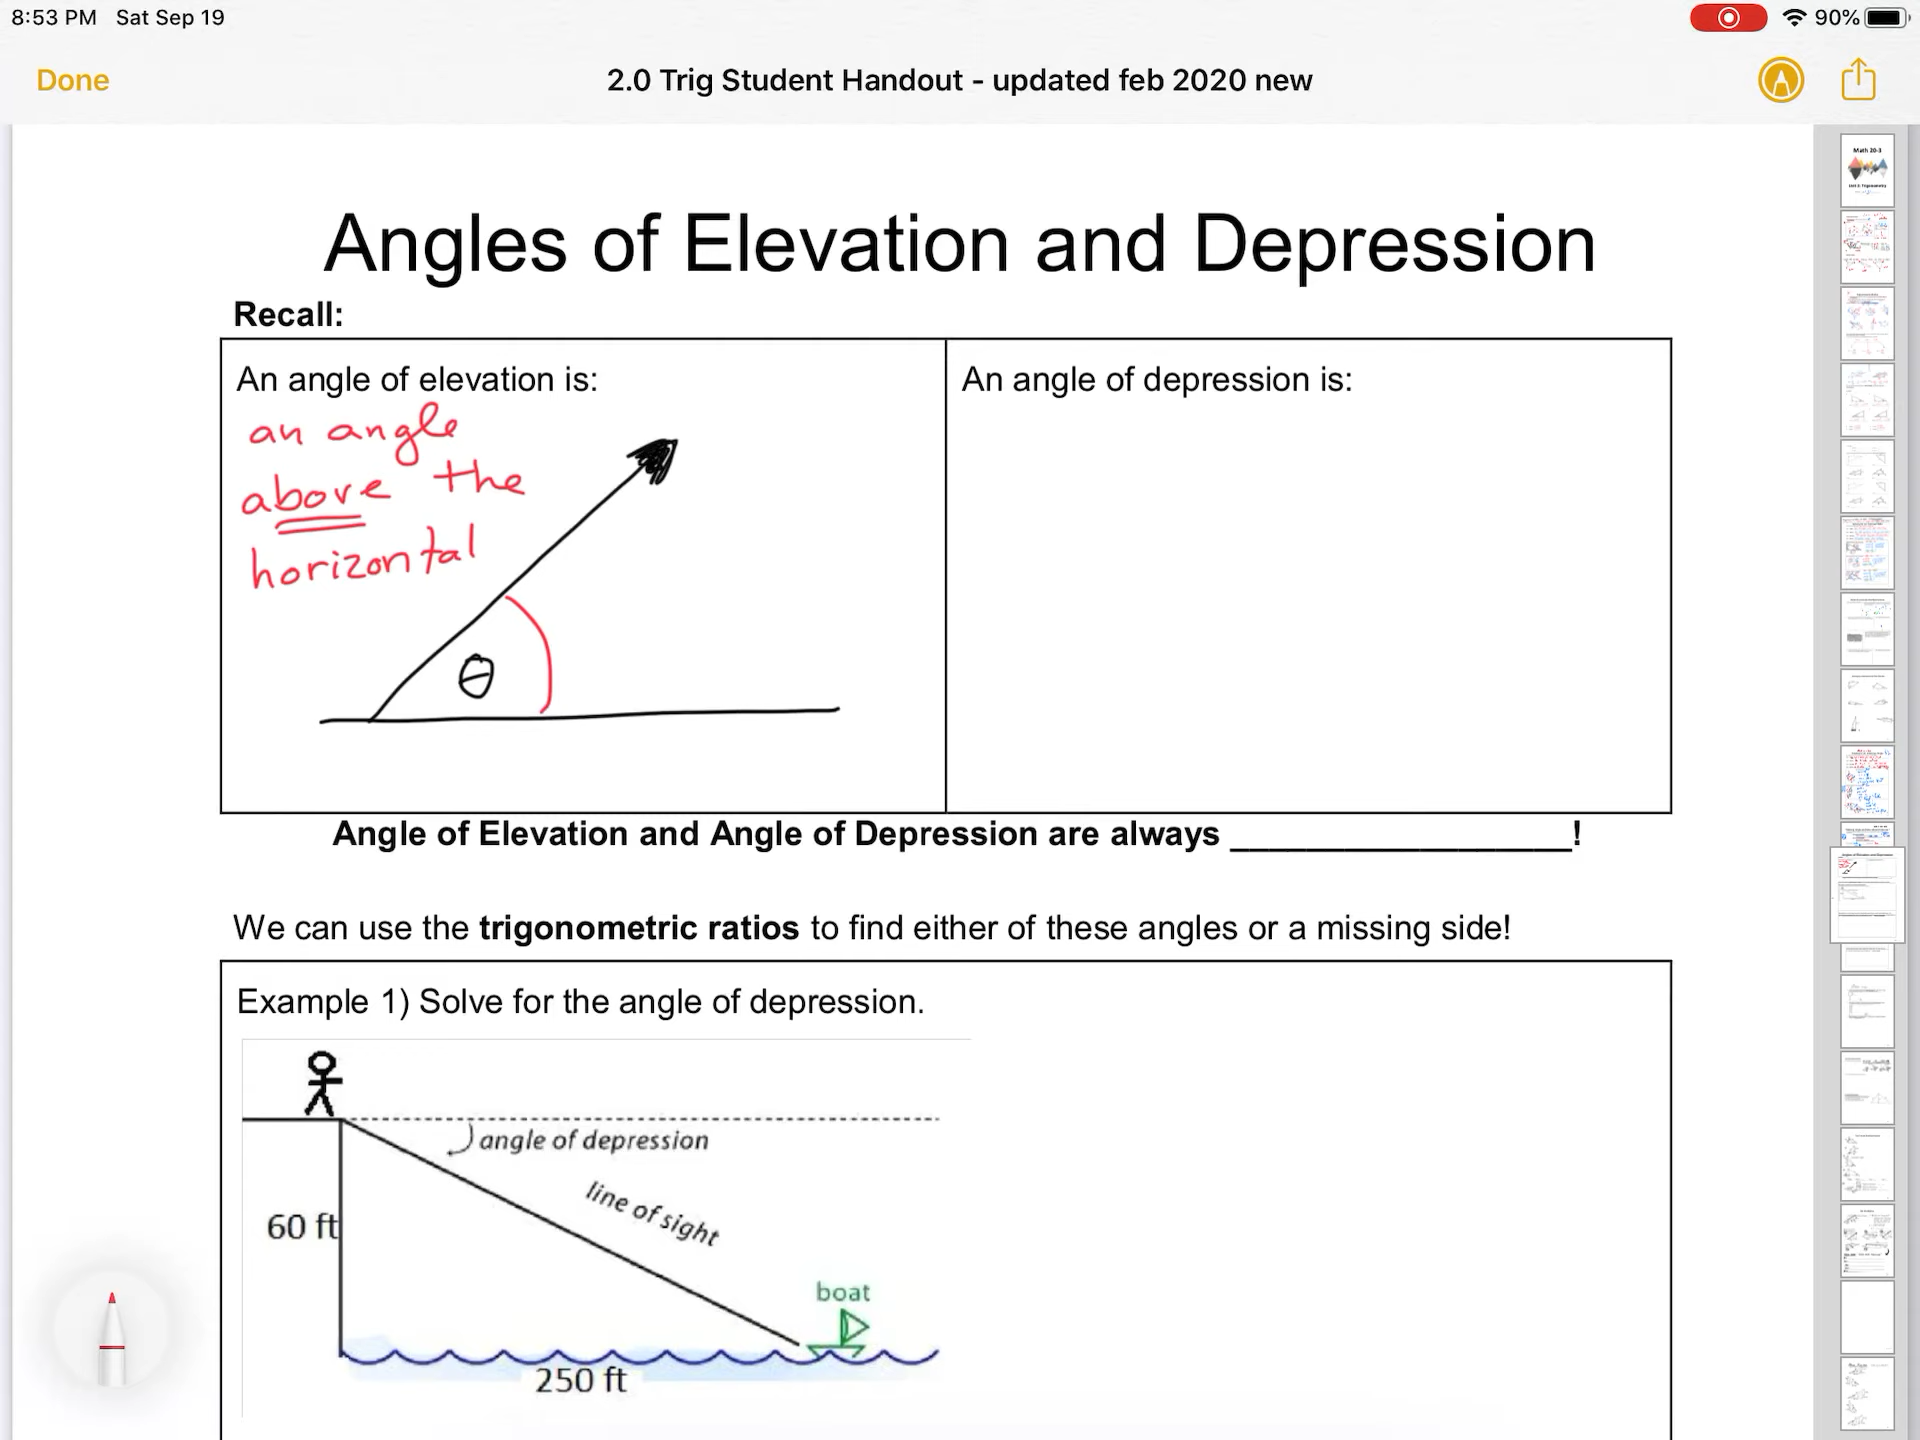 8:53 PM Sat Sep 19
90%
Done
2.0 Trig Student Handout - updated feb 2020 new
Angles of Elevation and Depression
Recall:
An angle of elevation is:
an angle
above the
horizontal
θ
An angle of depression is:
Angle of Elevation and Angle of Depression are always __________________!
We can use the trigonometric ratios to find either of these angles or a missing side!
Example 1) Solve for the angle of depression.
angle of depression
line of sight
60 ft
boat
250 ft
Math 20-3